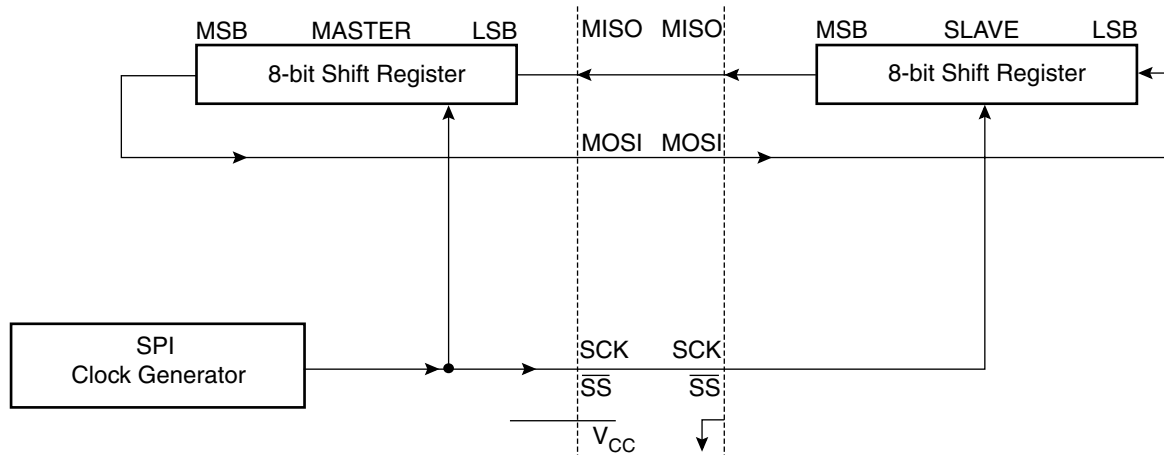 MSB MASTER LSB
8-bit Shift Register
MISO MISO
MSB SLAVE LSB
8-bit Shift Register
MOSI MOSI
SPI
Clock Generator
SCK SCK
SS SS
VCC